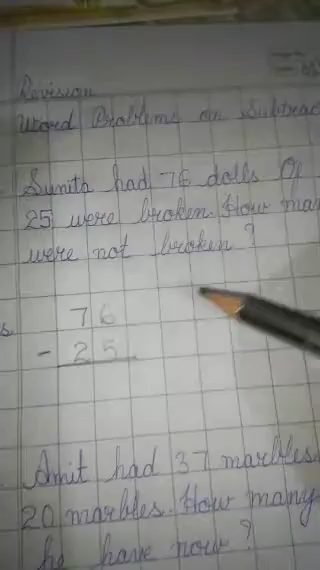 Revision
Word Problems on Subtrac
Sunita had 76 dolls Of
25 were broken. How man
were not broken?
s
76
- 25
Amit had 37 marbles.
20 marbles. How many
he have now?